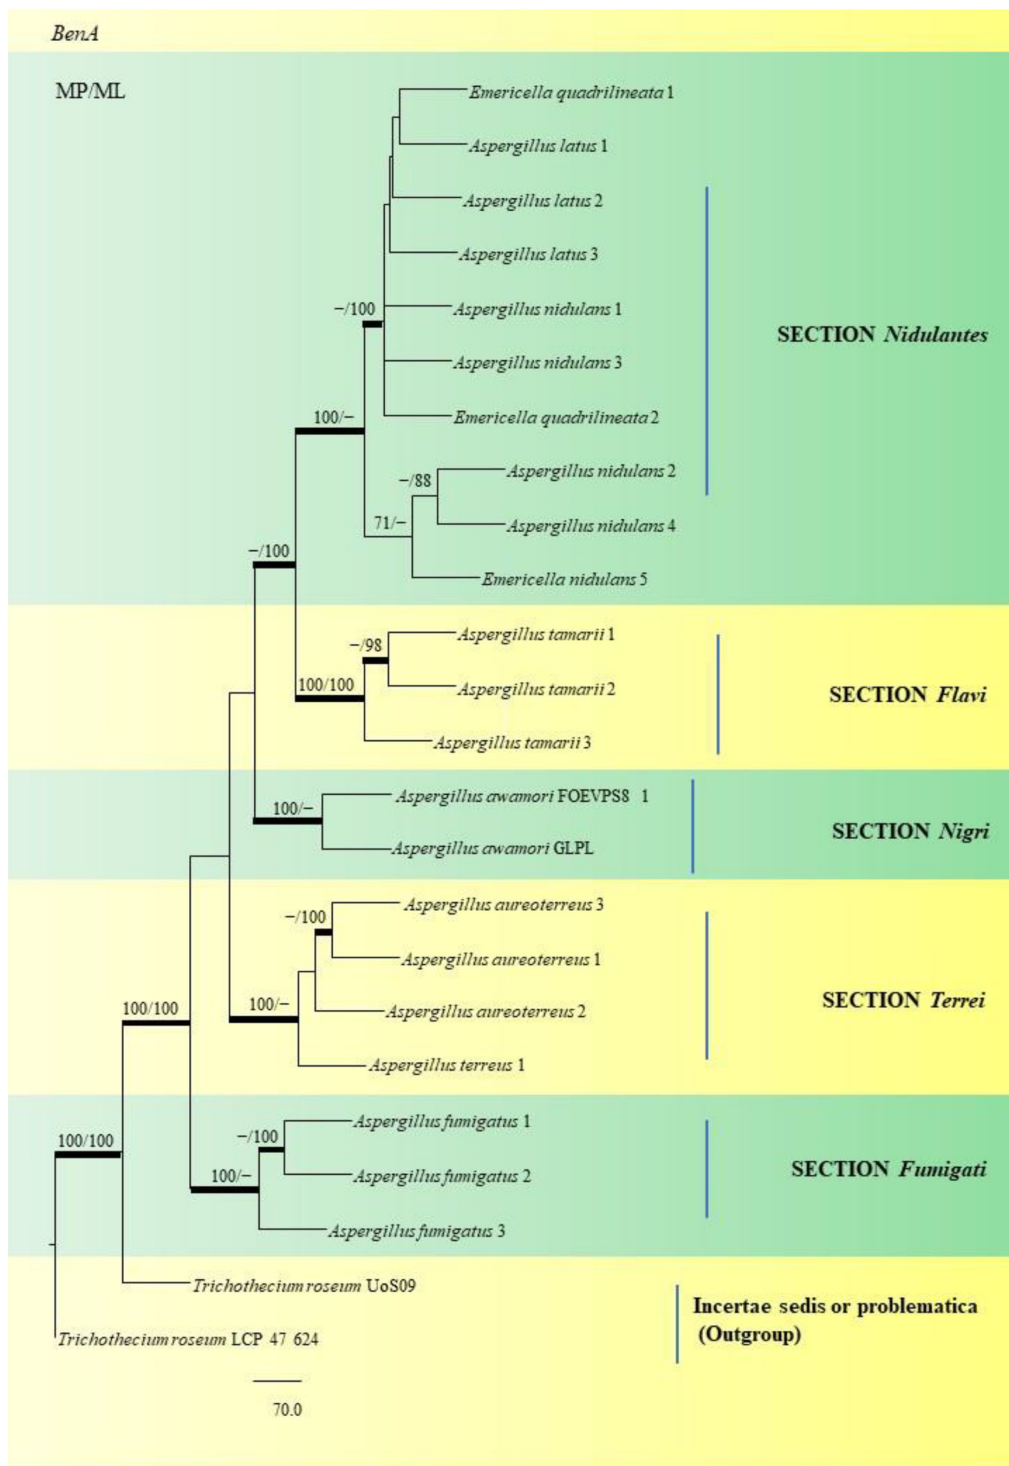 BenA
MP/ML
Emericella quadrilineata 1
Aspergillus latus 1
Aspergillus latus 2
Aspergillus latus 3
−/100
Aspergillus nidulans 1
SECTION Nidulantes
Aspergillus nidulans 3
100/−
Emericella quadrilineata 2
Aspergillus nidulans 2
−/88
71/−
Aspergillus nidulans 4
−/100
Emericella nidulans 5
Aspergillus tamarii 1
−/98
100/100
Aspergillus tamarii 2
SECTION Flavi
Aspergillus tamarii 3
Aspergillus awamori FOEVPS8 1
100/−
SECTION Nigri
Aspergillus awamori GLPL
Aspergillus aureoterreus 3
−/100
Aspergillus aureoterreus 1
100/−
SECTION Terrei
100/100
Aspergillus aureoterreus 2
Aspergillus terreus 1
Aspergillus fumigatus 1
100/100
−/100
100/−
Aspergillus fumigatus 2
SECTION Fumigati
Aspergillus fumigatus 3
Trichothecium roseum UoS09
Incertae sedis or problematica
(Outgroup)
Trichothecium roseum LCP 47 624
70.0